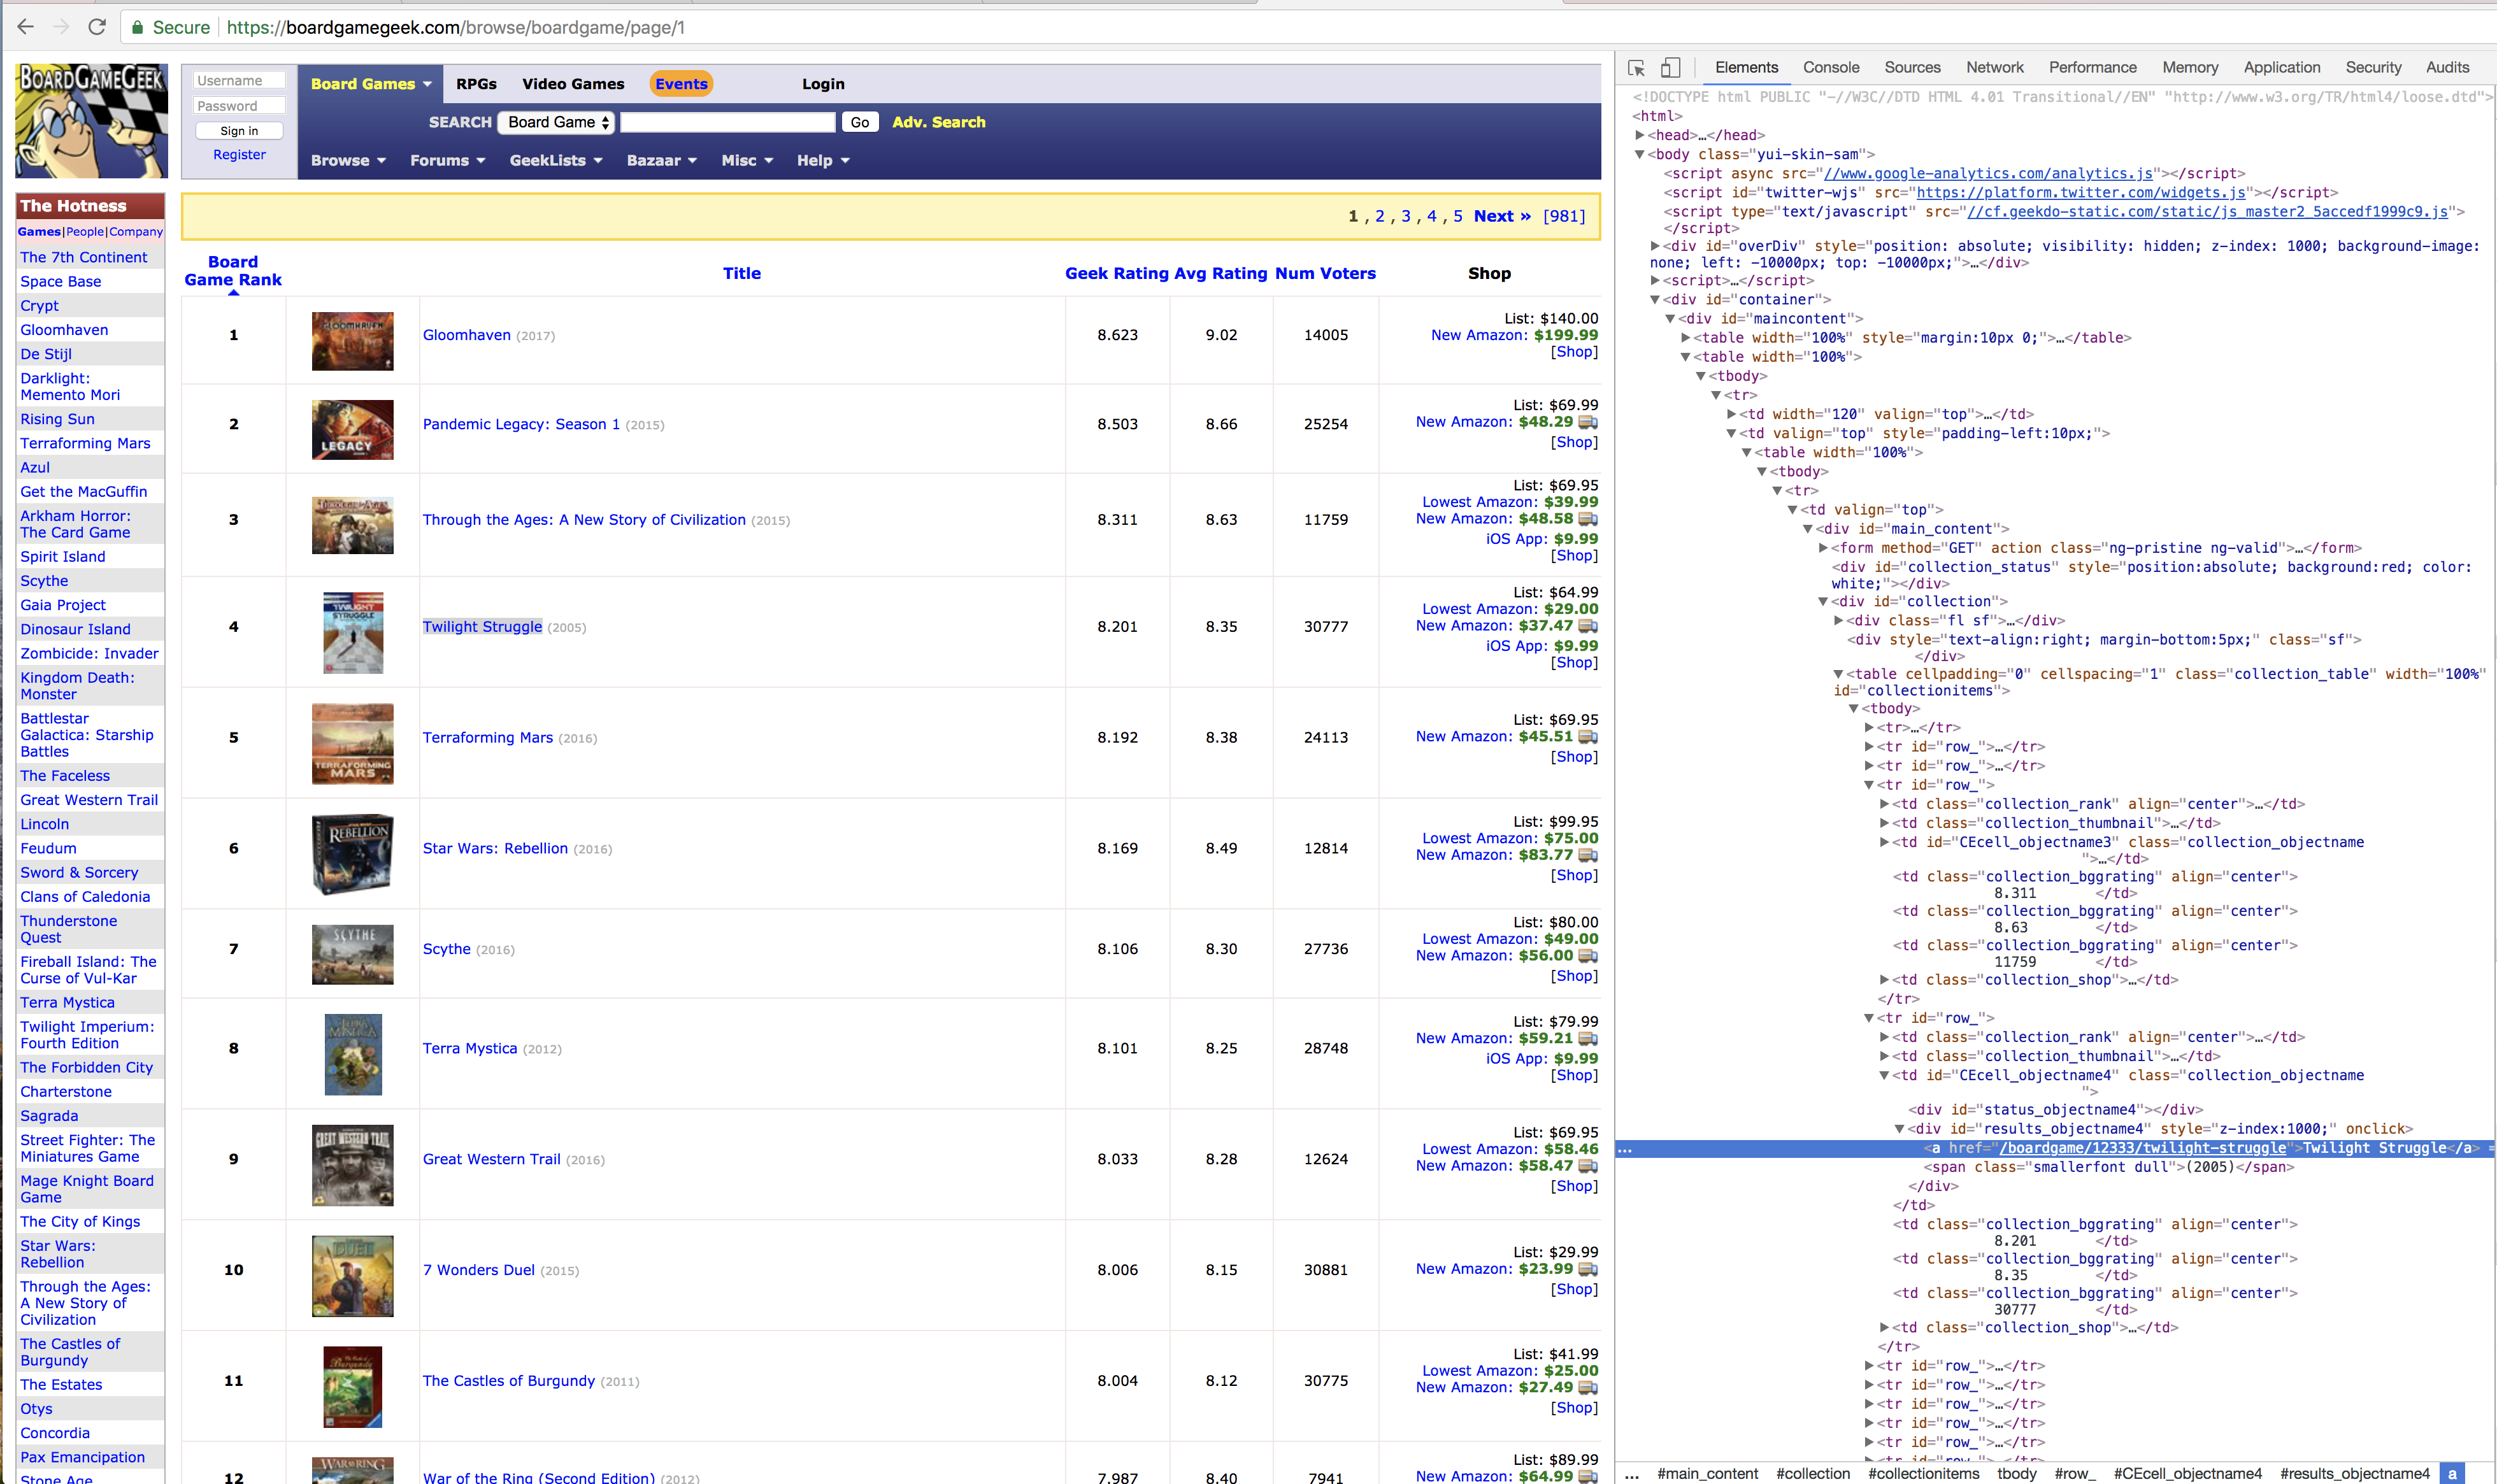 Secure https://boardgamegeek.com/browse/boardgame/page/1
BOARDGAMEGEEK
Username
Password
Sign in
Register
Board Games RPGs Video Games Events Login
SEARCH Board Game Go Adv. Search
Browse Forums GeekLists Bazaar Misc Help
The Hotness
Games|People|Company
The 7th Continent
Space Base
Crypt
Gloomhaven
De Stijl
Darklight:
Memento Mori
Rising Sun
Terraforming Mars
Azul
Get the MacGuffin
Arkham Horror:
The Card Game
Spirit Island
Scythe
Gaia Project
Dinosaur Island
Zombicide: Invader
Kingdom Death:
Monster
Battlestar
Galactica: Starship
Battles
The Faceless
Great Western Trail
Lincoln
Feudum
Sword & Sorcery
Clans of Caledonia
Thunderstone
Quest
Fireball Island: The
Curse of Vul-Kar
Terra Mystica
Twilight Imperium:
Fourth Edition
The Forbidden City
Charterstone
Sagrada
Street Fighter: The
Miniatures Game
Mage Knight Board
Game
The City of Kings
Star Wars:
Rebellion
Through the Ages:
A New Story of
Civilization
The Castles of
Burgundy
The Estates
Otys
Concordia
Pax Emancipation
Stone Age
1 , 2 , 3 , 4 , 5 Next » [981]
Board
Game Rank Title Geek Rating Avg Rating Num Voters Shop
1 GLOOMHAVEN Gloomhaven (2017) 8.623 9.02 14005
List: $140.00
New Amazon: $199.99
[Shop]
2 LEGACY Pandemic Legacy: Season 1 (2015) 8.503 8.66 25254
List: $69.99
New Amazon: $48.29
[Shop]
3 Through the Ages: A New Story of Civilization (2015) 8.311 8.63 11759
List: $69.95
Lowest Amazon: $39.99
New Amazon: $48.58
iOS App: $9.99
[Shop]
4 TWILIGHT STRUGGLE Twilight Struggle (2005) 8.201 8.35 30777
List: $64.99
Lowest Amazon: $29.00
New Amazon: $37.47
iOS App: $9.99
[Shop]
5 TERRAFORMING MARS Terraforming Mars (2016) 8.192 8.38 24113
List: $69.95
New Amazon: $45.51
[Shop]
6 REBELLION Star Wars: Rebellion (2016) 8.169 8.49 12814
List: $99.95
Lowest Amazon: $75.00
New Amazon: $83.77
[Shop]
7 SCYTHE Scythe (2016) 8.106 8.30 27736
List: $80.00
Lowest Amazon: $49.00
New Amazon: $56.00
[Shop]
8 TERRA MYSTICA Terra Mystica (2012) 8.101 8.25 28748
List: $79.99
New Amazon: $59.21
iOS App: $9.99
[Shop]
9 GREAT WESTERN TRAIL Great Western Trail (2016) 8.033 8.28 12624
List: $69.95
Lowest Amazon: $58.46
New Amazon: $58.47
[Shop]
10 DUEL 7 Wonders Duel (2015) 8.006 8.15 30881
List: $29.99
New Amazon: $23.99
[Shop]
11 Burgundy The Castles of Burgundy (2011) 8.004 8.12 30775
List: $41.99
Lowest Amazon: $25.00
New Amazon: $27.49
[Shop]
12 WAR OF THE RING War of the Ring (Second Edition) (2012) 7.987 8.40 7941
List: $89.99
New Amazon: $64.99
Elements Console Sources Network Performance Memory Application Security Audits
<!DOCTYPE html PUBLIC "-//W3C//DTD HTML 4.01 Transitional//EN" "http://www.w3.org/TR/html4/loose.dtd">
<html>
<head>…</head>
<body class="yui-skin-sam">
<script async src="//www.google-analytics.com/analytics.js"></script>
<script id="twitter-wjs" src="https://platform.twitter.com/widgets.js"></script>
<script type="text/javascript" src="//cf.geekdo-static.com/static/js_master2_5accedf1999c9.js">
</script>
<div id="overDiv" style="position: absolute; visibility: hidden; z-index: 1000; background-image:
none; left: -10000px; top: -10000px;">…</div>
<script>…</script>
<div id="container">
<div id="maincontent">
<table width="100%" style="margin:10px 0;">…</table>
<table width="100%">
<tbody>
<tr>
<td width="120" valign="top">…</td>
<td valign="top" style="padding-left:10px;">
<table width="100%">
<tbody>
<tr>
<td valign="top">
<div id="main_content">
<form method="GET" action class="ng-pristine ng-valid">…</form>
<div id="collection_status" style="position:absolute; background:red; color:
white;"></div>
<div id="collection">
<div class="fl sf">…</div>
<div style="text-align:right; margin-bottom:5px;" class="sf">
</div>
<table cellpadding="0" cellspacing="1" class="collection_table" width="100%"
id="collectionitems">
<tbody>
<tr>…</tr>
<tr id="row_">…</tr>
<tr id="row_">…</tr>
<tr id="row_">
<td class="collection_rank" align="center">…</td>
<td class="collection_thumbnail">…</td>
<td id="CEcell_objectname3" class="collection_objectname
">…</td>
<td class="collection_bggrating" align="center">
8.311 </td>
<td class="collection_bggrating" align="center">
8.63 </td>
<td class="collection_bggrating" align="center">
11759 </td>
<td class="collection_shop">…</td>
</tr>
<tr id="row_">
<td class="collection_rank" align="center">…</td>
<td class="collection_thumbnail">…</td>
<td id="CEcell_objectname4" class="collection_objectname
">
<div id="status_objectname4"></div>
<div id="results_objectname4" style="z-index:1000;" onclick>
… <a href="/boardgame/12333/twilight-struggle">Twilight Struggle</a> =
<span class="smallerfont dull">(2005)</span>
</div>
</td>
<td class="collection_bggrating" align="center">
8.201 </td>
<td class="collection_bggrating" align="center">
8.35 </td>
<td class="collection_bggrating" align="center">
30777 </td>
<td class="collection_shop">…</td>
</tr>
<tr id="row_">…</tr>
<tr id="row_">…</tr>
<tr id="row_">…</tr>
<tr id="row_">…</tr>
<tr id="row_">…</tr>
… #main_content #collection #collectionitems tbody #row_ #CEcell_objectname4 #results_objectname4 a